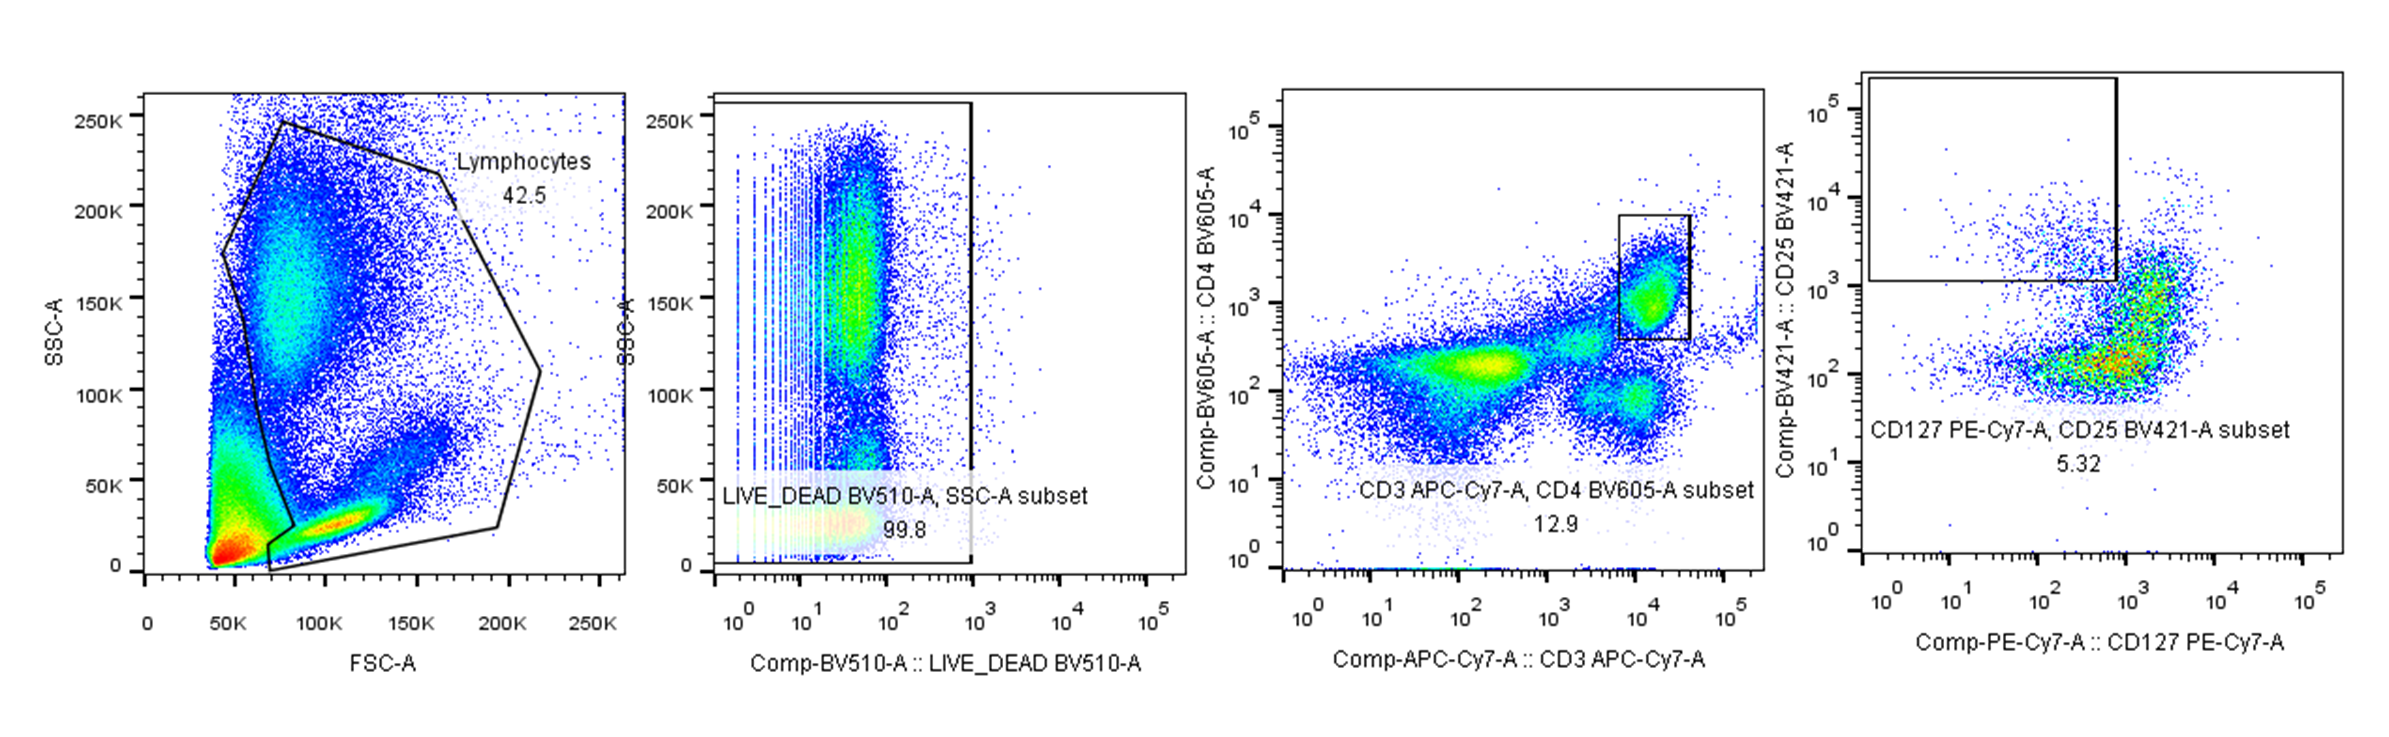 250K
200K
150K
100K
50K
0
SSC-A
Lymphocytes
42.5
0 50K 100K 150K 200K 250K
FSC-A
250K
200K
150K
100K
50K
0
SSC-A
LIVE_DEAD BV510-A, SSC-A subset
99.8
10^0 10^1 10^2 10^3 10^4 10^5
Comp-BV510-A :: LIVE_DEAD BV510-A
10^5
10^4
10^3
10^2
10^1
10^0
Comp-BV605-A :: CD4 BV605-A
CD3 APC-Cy7-A, CD4 BV605-A subset
12.9
10^0 10^1 10^2 10^3 10^4 10^5
Comp-APC-Cy7-A :: CD3 APC-Cy7-A
10^5
10^4
10^3
10^2
10^1
10^0
Comp-BV421-A :: CD25 BV421-A
CD127 PE-Cy7-A, CD25 BV421-A subset
5.32
10^0 10^1 10^2 10^3 10^4 10^5
Comp-PE-Cy7-A :: CD127 PE-Cy7-A